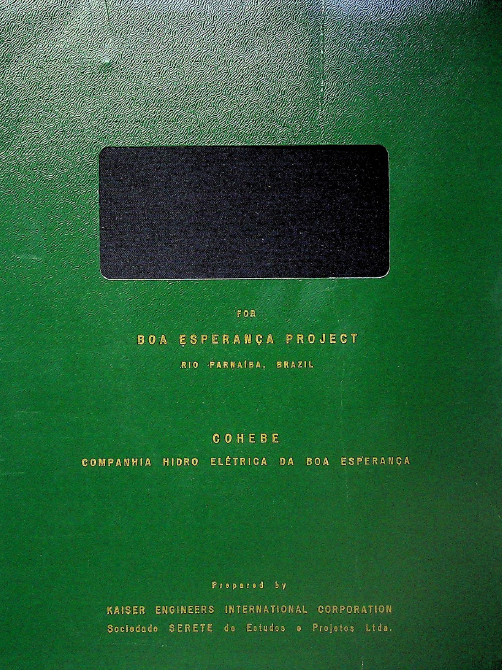 FOR
BOA ESPERANÇA PROJECT
RIO PARNAÍBA, BRAZIL
COHEBE
COMPANHIA HIDRO ELÉTRICA DA BOA ESPERANÇA
Prepared by
KAISER ENGINEERS INTERNATIONAL CORPORATION
Sociedade SERETE de Estudos e Projetos Ltda.